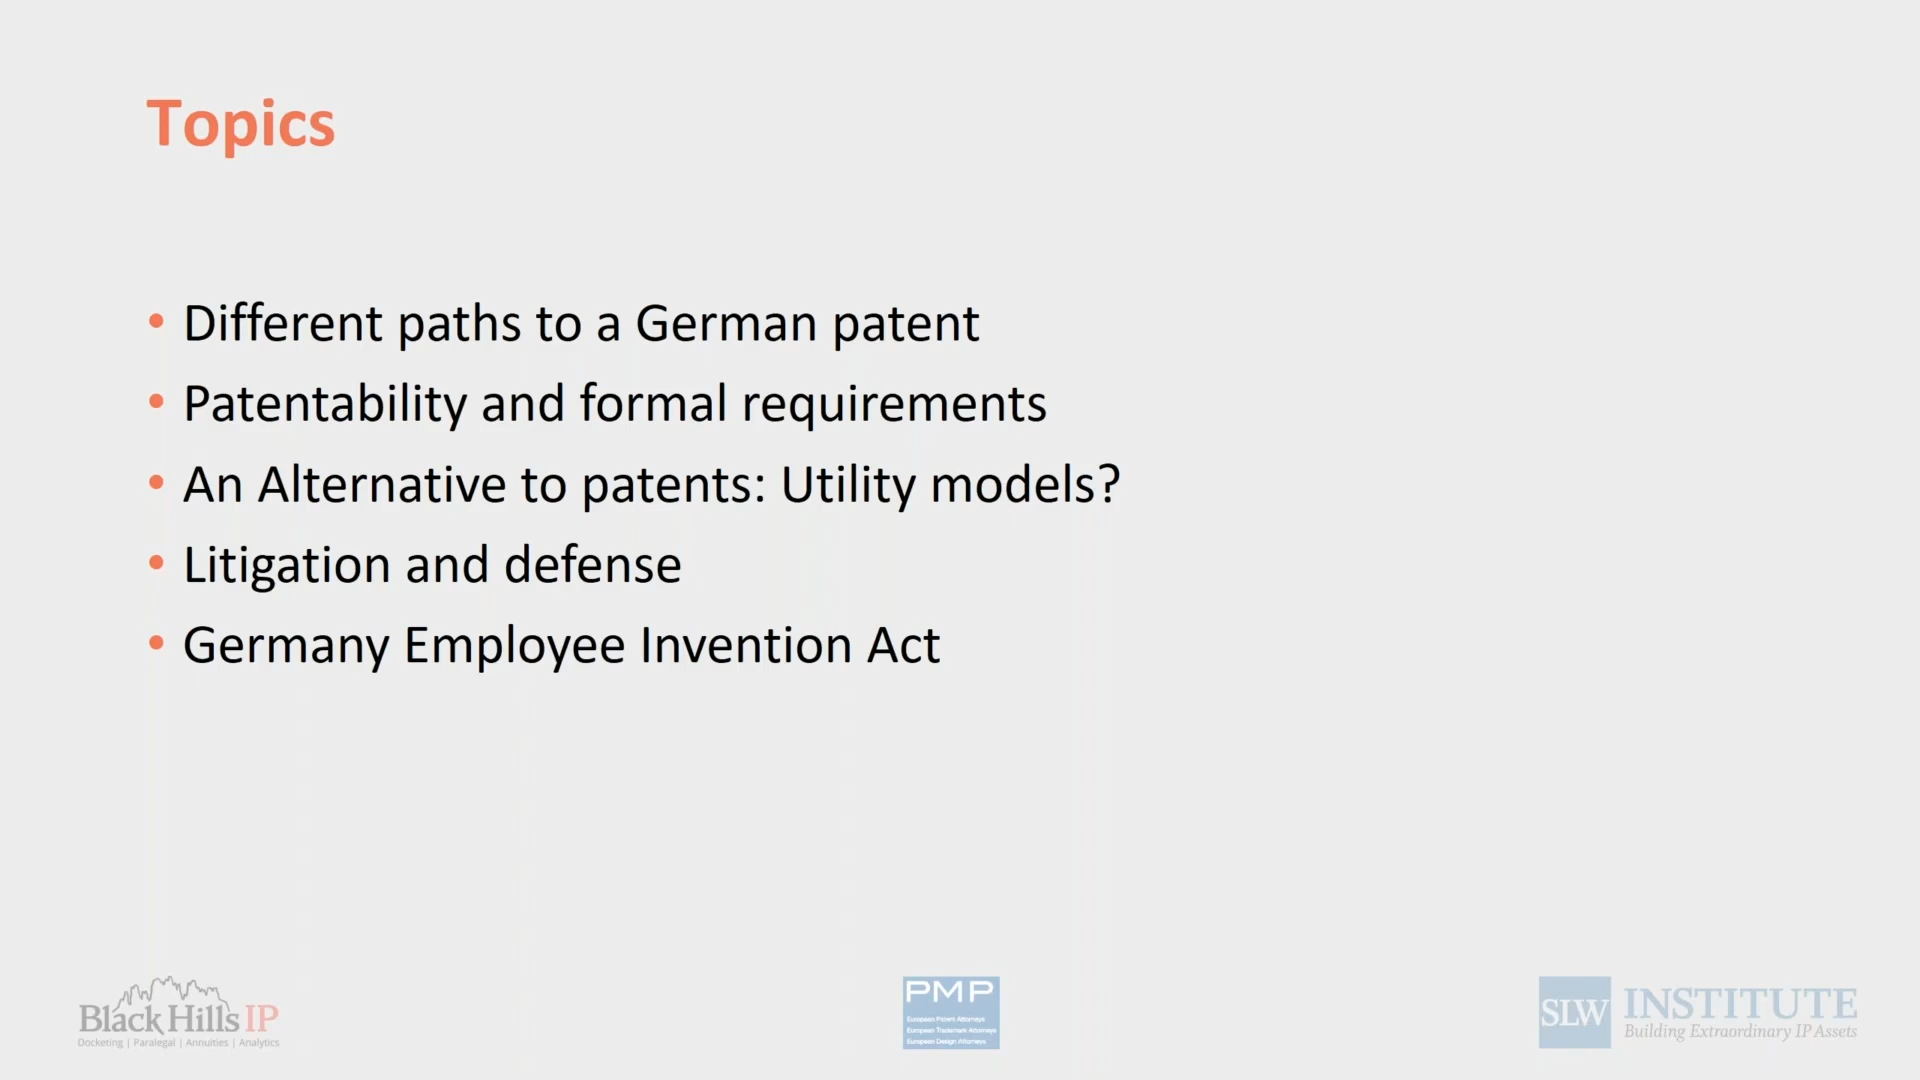 Topics
• Different paths to a German patent
• Patentability and formal requirements
• An Alternative to patents: Utility models?
• Litigation and defense
• Germany Employee Invention Act
Black Hills IP
Docketing | Paralegal | Annuities | Analytics
PMP
European Patent Attorneys
European Trademark Attorneys
European Design Attorneys
SLW INSTITUTE
Building Extraordinary IP Assets